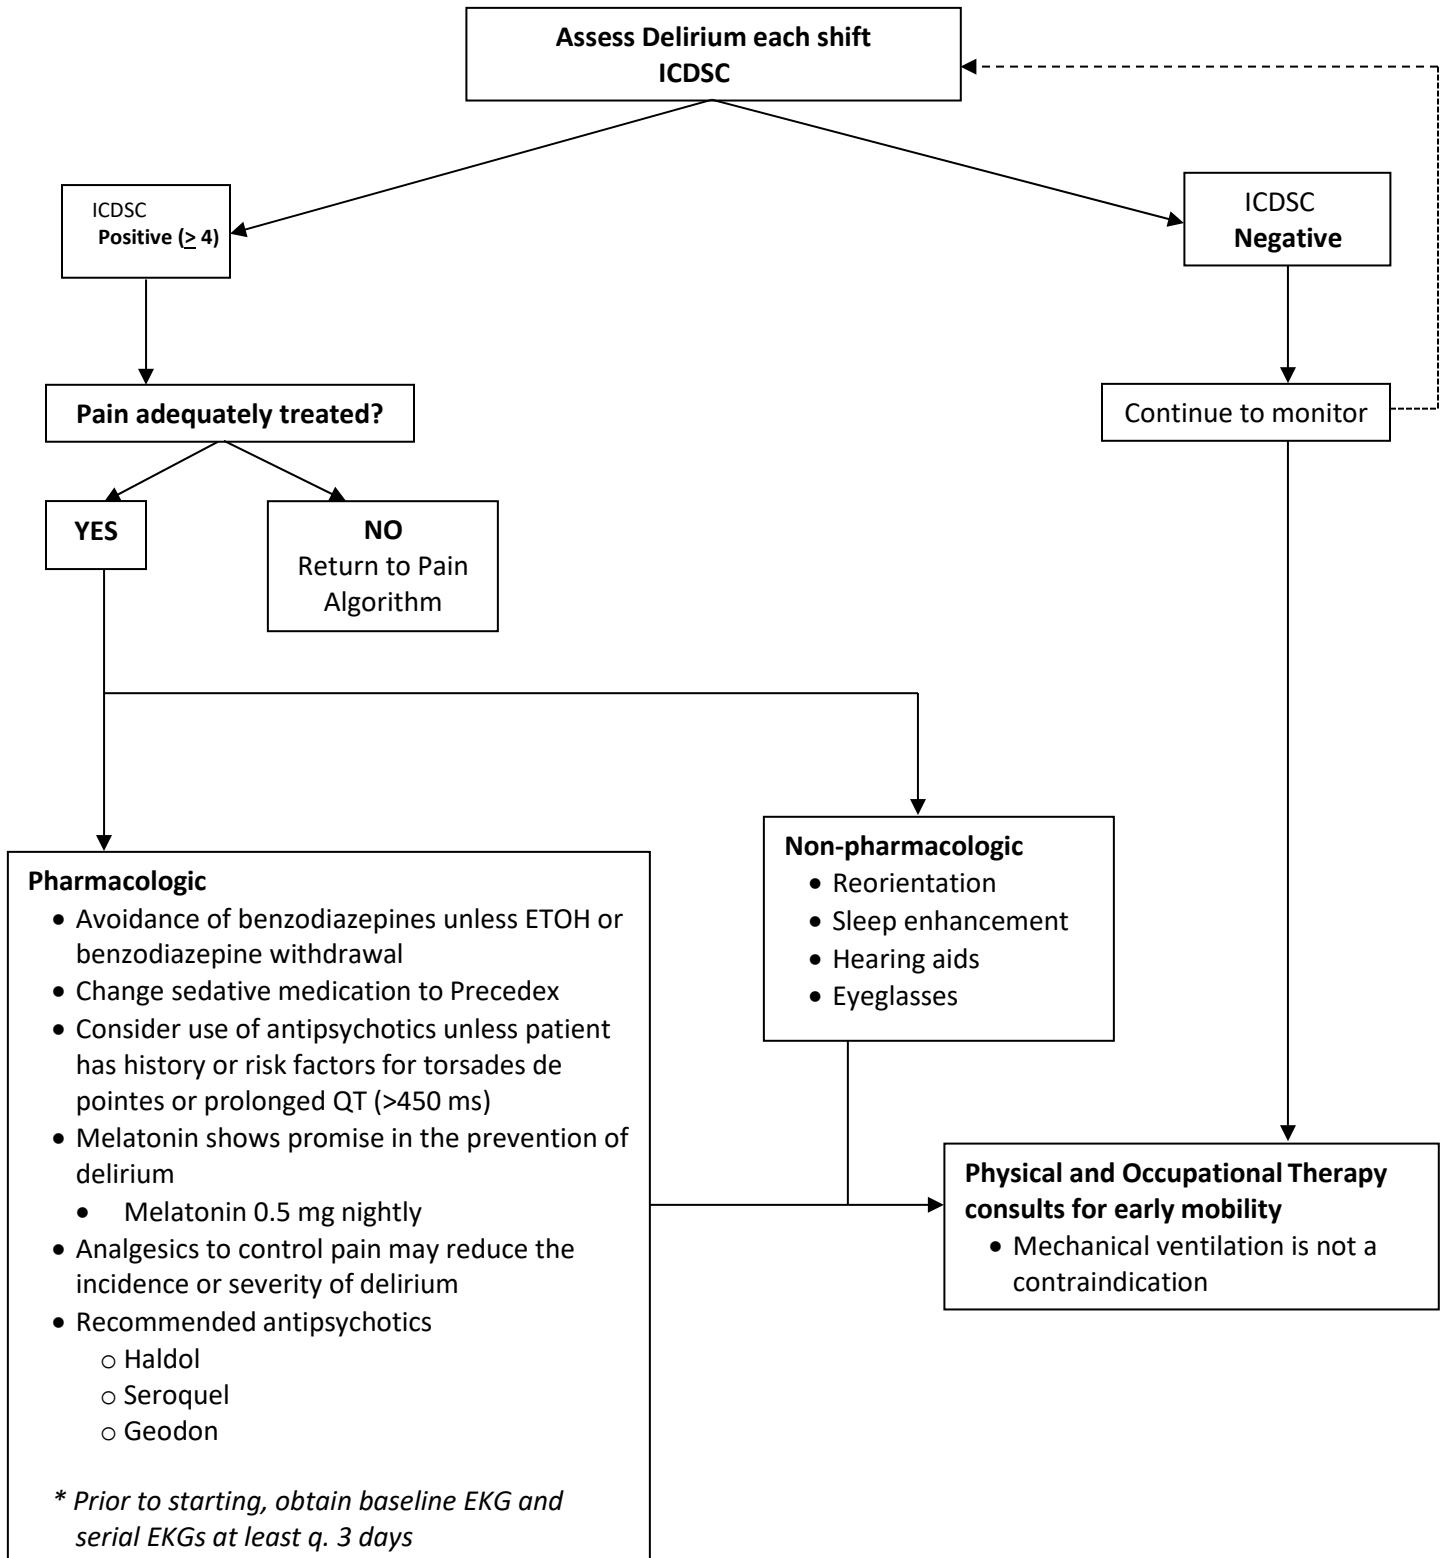 Assess Delirium each shift
ICDSC
ICDSC
Positive (≥ 4)
ICDSC
Negative
Pain adequately treated?
Continue to monitor
YES
NO
Return to Pain
Algorithm
Non-pharmacologic
• Reorientation
• Sleep enhancement
• Hearing aids
• Eyeglasses
Pharmacologic
• Avoidance of benzodiazepines unless ETOH or
benzodiazepine withdrawal
• Change sedative medication to Precedex
• Consider use of antipsychotics unless patient
has history or risk factors for torsades de
pointes or prolonged QT (>450 ms)
• Melatonin shows promise in the prevention of
delirium
• Melatonin 0.5 mg nightly
• Analgesics to control pain may reduce the
incidence or severity of delirium
• Recommended antipsychotics
o Haldol
o Seroquel
o Geodon
* Prior to starting, obtain baseline EKG and
serial EKGs at least q. 3 days
Physical and Occupational Therapy
consults for early mobility
• Mechanical ventilation is not a
contraindication